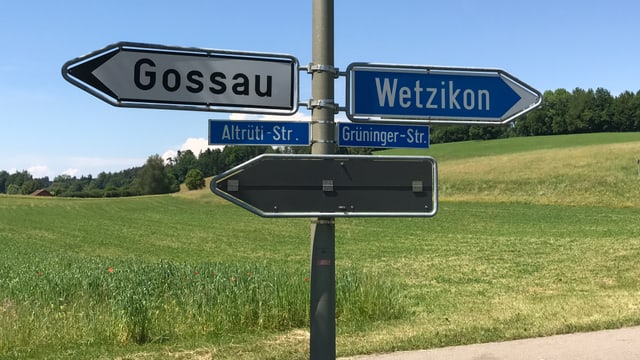 Gossau
Wetzikon
Altrüti-Str.
Grüninger-Str.